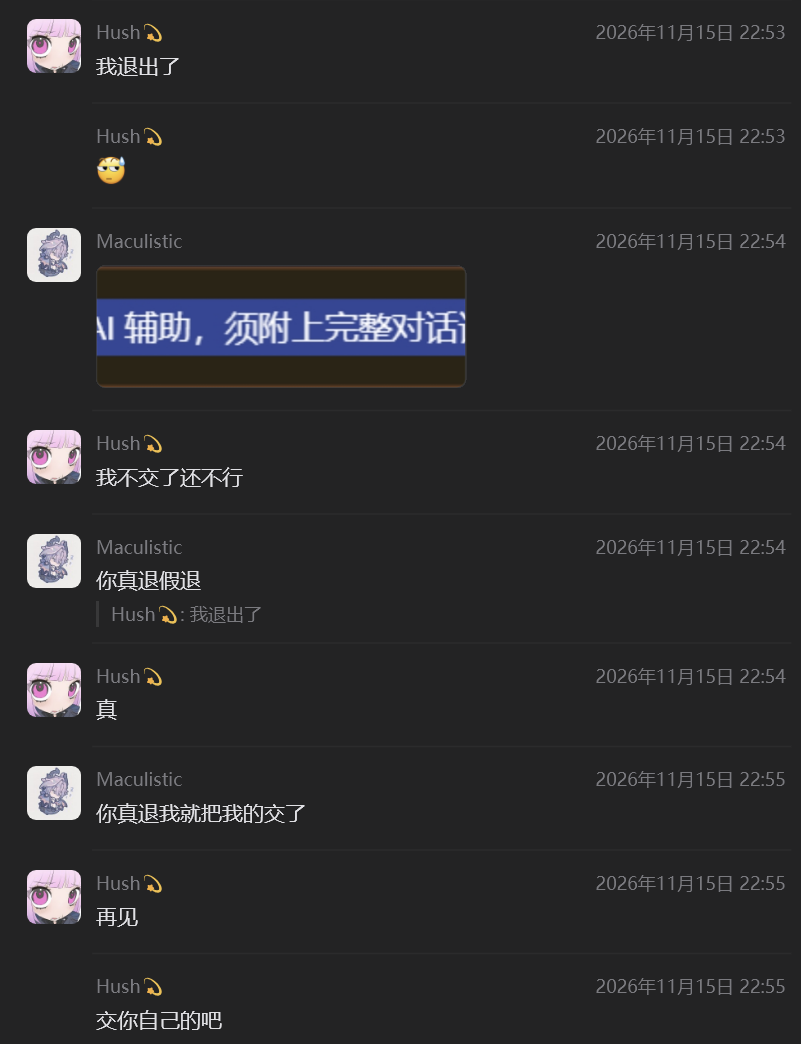 Hush💫 2026年11月15日 22:53
我退出了
Hush💫 2026年11月15日 22:53
😅
Maculistic 2026年11月15日 22:54
AI 辅助，须附上完整对话
Hush💫 2026年11月15日 22:54
我不交了还不行
Maculistic 2026年11月15日 22:54
你真退假退
Hush💫: 我退出了
Hush💫 2026年11月15日 22:54
真
Maculistic 2026年11月15日 22:55
你真退我就把我的交了
Hush💫 2026年11月15日 22:55
再见
Hush💫 2026年11月15日 22:55
交你自己的吧